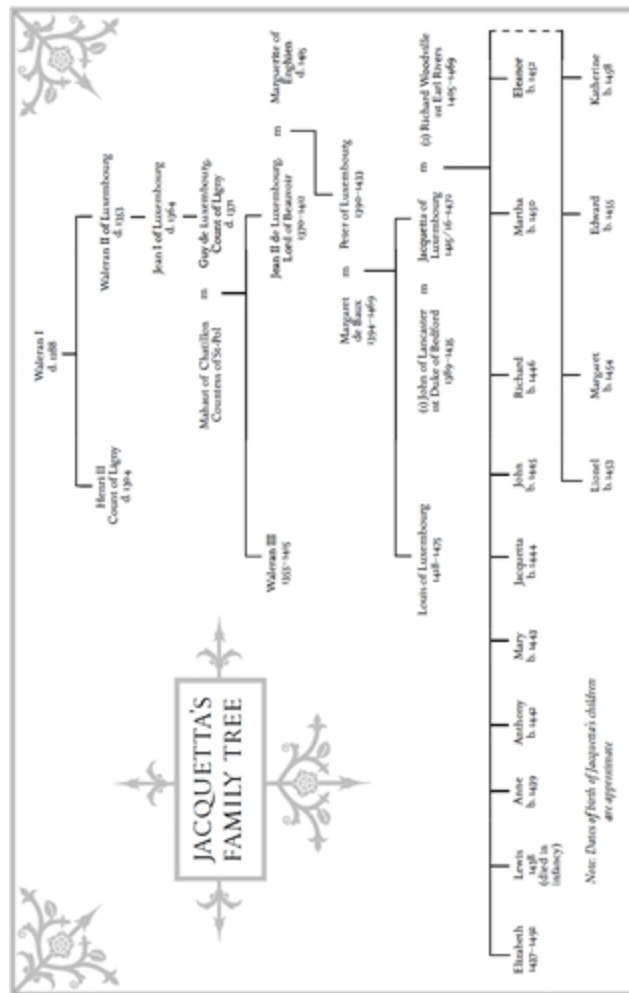 JACQUETTA'S
FAMILY TREE
Waleran I
d. 1288
Henri II
Count of Ligny
d. 1304
Waleran II of Luxembourg
d. 1353
Jean I of Luxembourg
d. 1364
Mahaut of Chatillon
Countess of St-Pol
m
Guy de Luxembourg,
Count of Ligny
d. 1371
Waleran III
1355–1415
Jean II de Luxembourg,
Lord of Beauvoir
1370–1412
m
Marguerite of
Enghien
d. 1415
Margaret
de Baux
1394–1469
m
Peter of Luxembourg
1390–1433
Louis of Luxembourg
1418–1475
(1) John of Lancaster
1st Duke of Bedford
1389–1435
m
Jacquetta of
Luxembourg
1415/16–1472
m
(2) Richard Woodville
1st Earl Rivers
1405–1469
Elizabeth
1437–1492
Lewis
1438
(died in
infancy)
Anne
b. 1439
Anthony
b. 1442
Mary
b. 1443
Jacquetta
b. 1444
John
b. 1445
Richard
b. 1446
Martha
b. 1450
Eleanor
b. 1452
Lionel
b. 1453
Margaret
b. 1454
Edward
b. 1455
Katherine
b. 1458
Note: Dates of birth of Jacquetta's children
are approximate